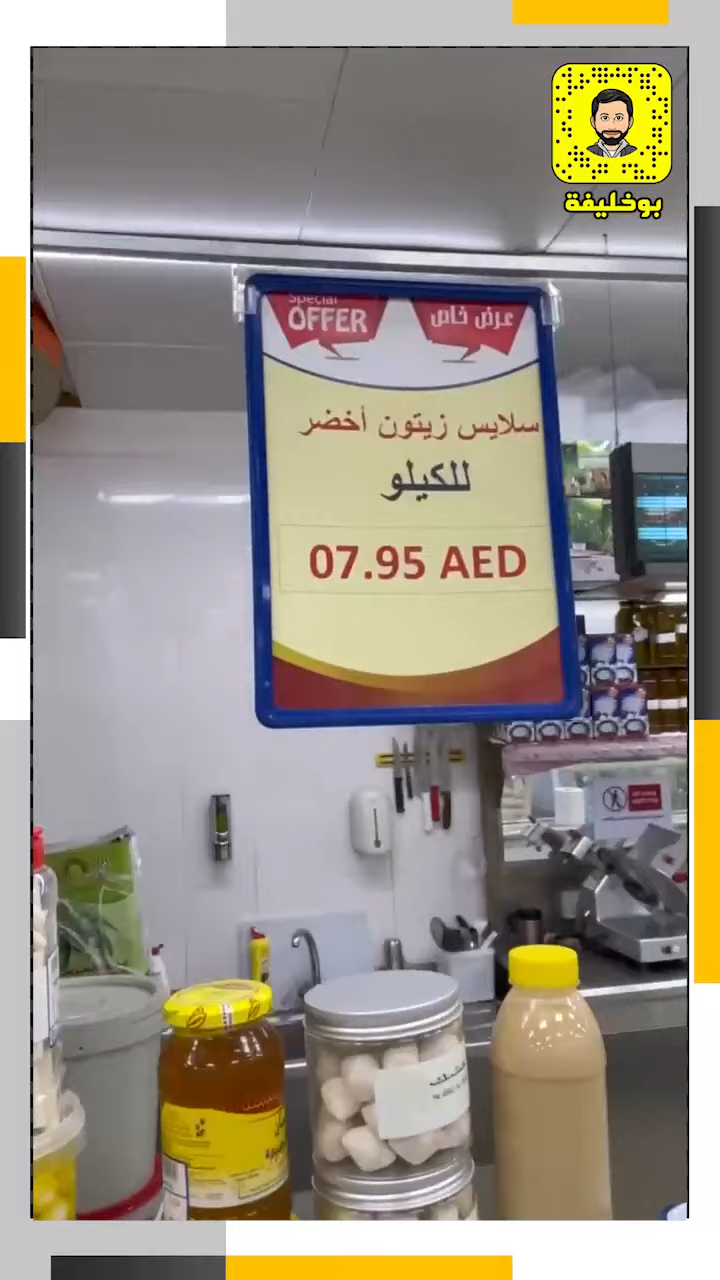 بوخليفة
Special
OFFER
عرض خاص
سلايس زيتون أخضر
للكيلو
07.95 AED